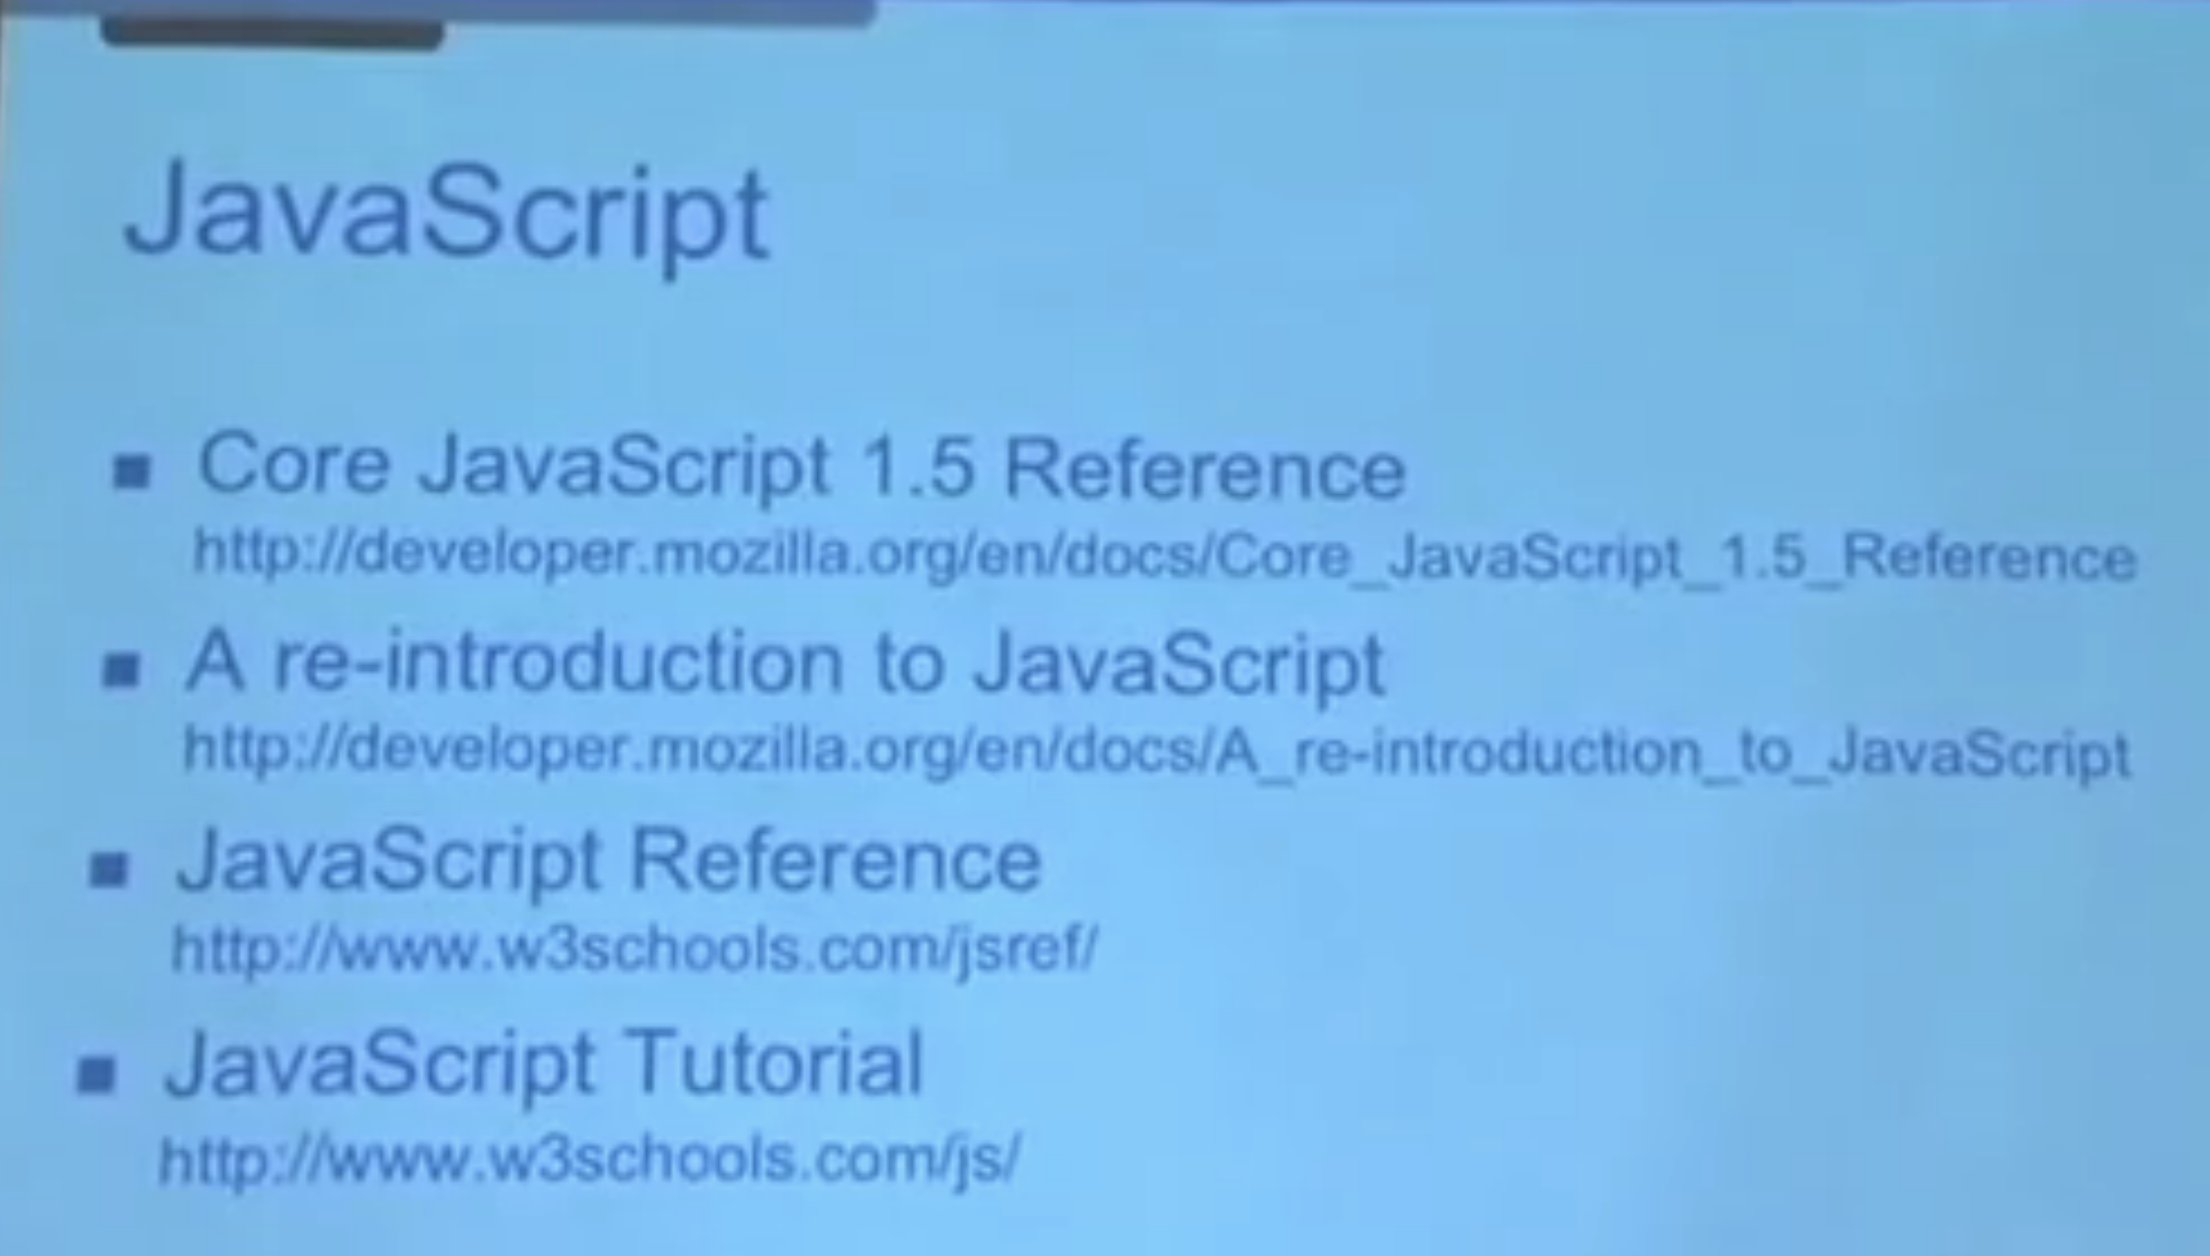 JavaScript
Core JavaScript 1.5 Reference
http://developer.mozilla.org/en/docs/Core_JavaScript_1.5_Reference
A re-introduction to JavaScript
http://developer.mozilla.org/en/docs/A_re-introduction_to_JavaScript
JavaScript Reference
http://www.w3schools.com/jsref/
JavaScript Tutorial
http://www.w3schools.com/js/